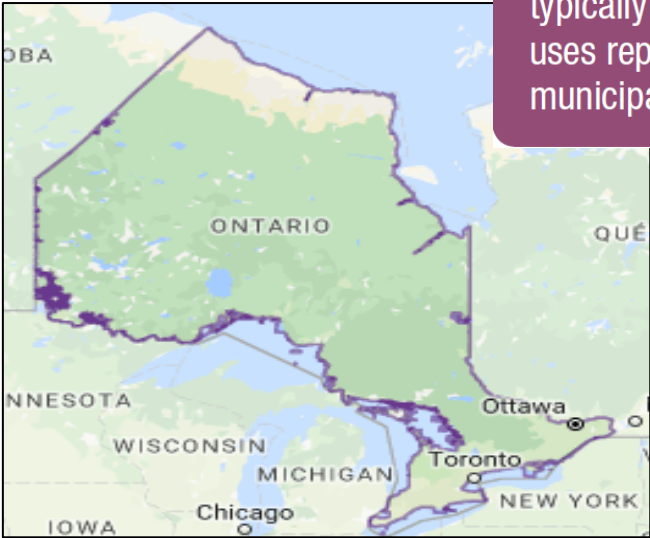 typically
uses rep
municipa
OBA
ONTARIO
QUÉ
NNESOTA
Ottawa
WISCONSIN
Toronto
MICHIGAN
NEW YORK
Chicago
IOWA